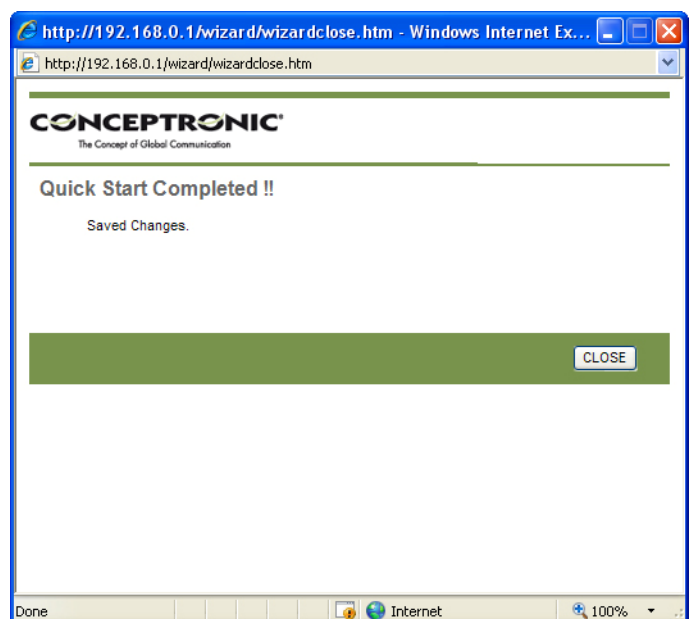 http://192.168.0.1/wizard/wizardclose.htm - Windows Internet Ex...
http://192.168.0.1/wizard/wizardclose.htm
CONCEPTRONIC®
The Concept of Global Communication
Quick Start Completed !!
Saved Changes.
CLOSE
Done Internet 100%